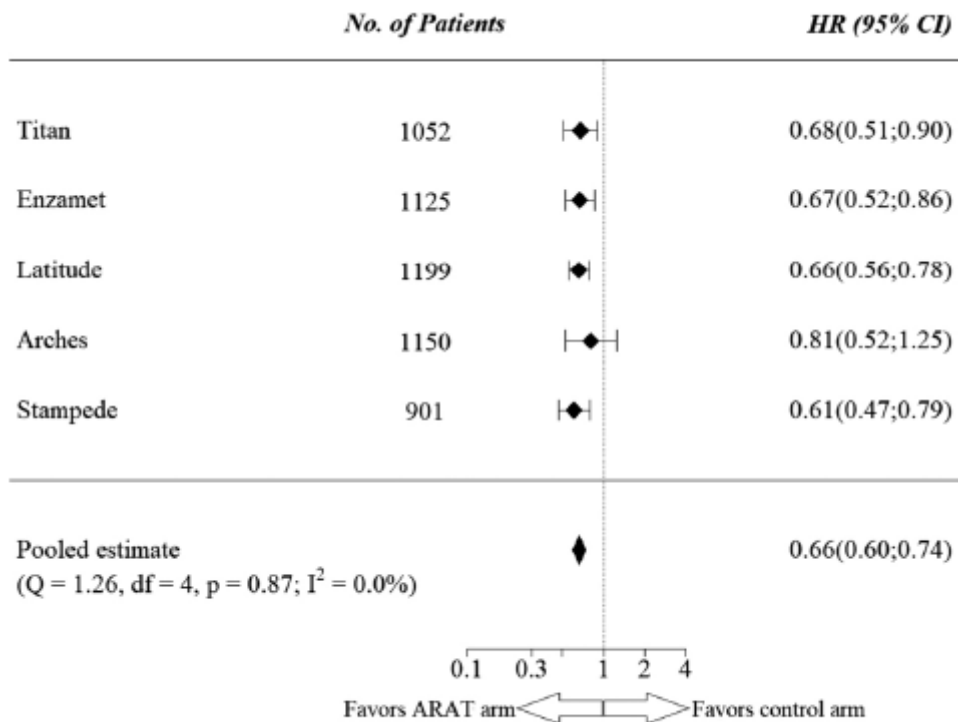 No. of Patients HR (95% CI)
Titan 1052 0.68(0.51;0.90)
Enzamet 1125 0.67(0.52;0.86)
Latitude 1199 0.66(0.56;0.78)
Arches 1150 0.81(0.52;1.25)
Stampede 901 0.61(0.47;0.79)
Pooled estimate 0.66(0.60;0.74)
(Q = 1.26, df = 4, p = 0.87; I² = 0.0%)
0.1 0.3 1 2 4
Favors ARAT arm Favors control arm